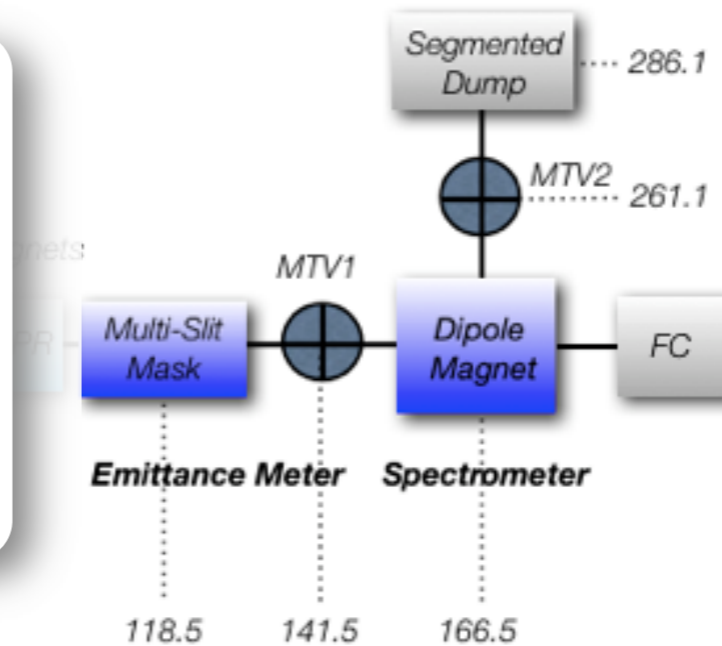 Segmented
Dump
286.1
MTV2
261.1
MTV1
Multi-Slit
Mask
Dipole
Magnet
FC
Emittance Meter
Spectrometer
118.5
141.5
166.5